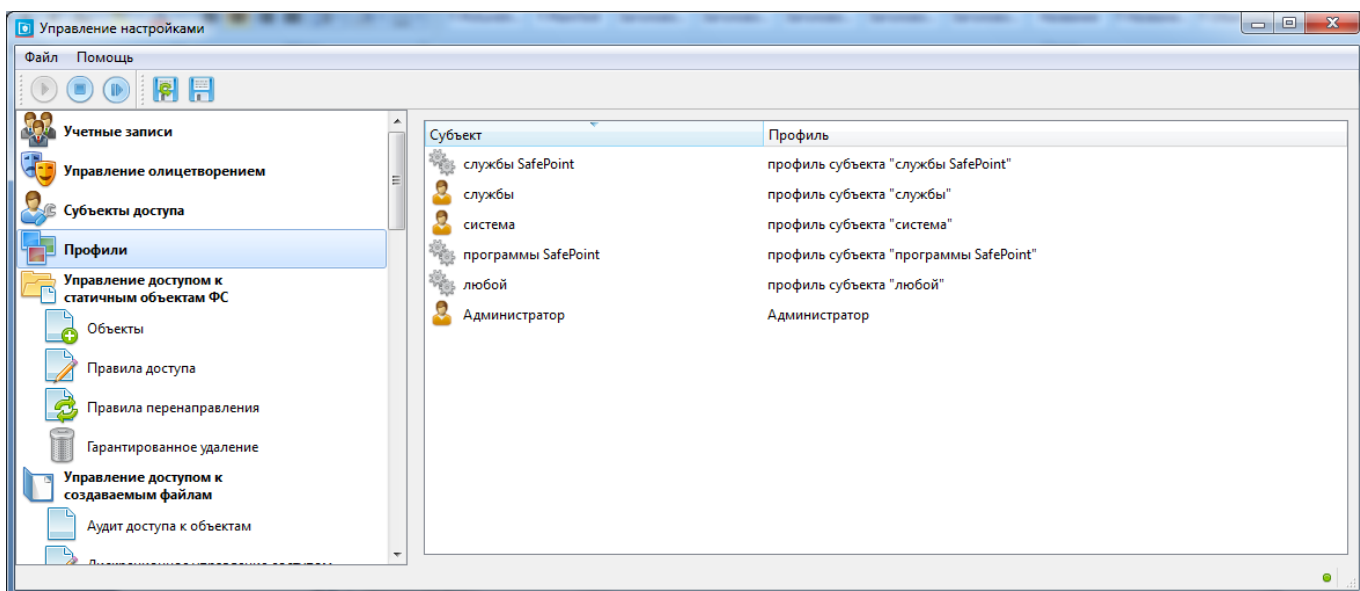 Управление настройками
Файл Помощь
Учетные записи
Управление олицетворением
Субъекты доступа
Профили
Управление доступом к
статичным объектам ФС
Объекты
Правила доступа
Правила перенаправления
Гарантированное удаление
Управление доступом к
создаваемым файлам
Аудит доступа к объектам
Субъект Профиль
службы SafePoint профиль субъекта "службы SafePoint"
службы профиль субъекта "службы"
система профиль субъекта "система"
программы SafePoint профиль субъекта "программы SafePoint"
любой профиль субъекта "любой"
Администратор Администратор